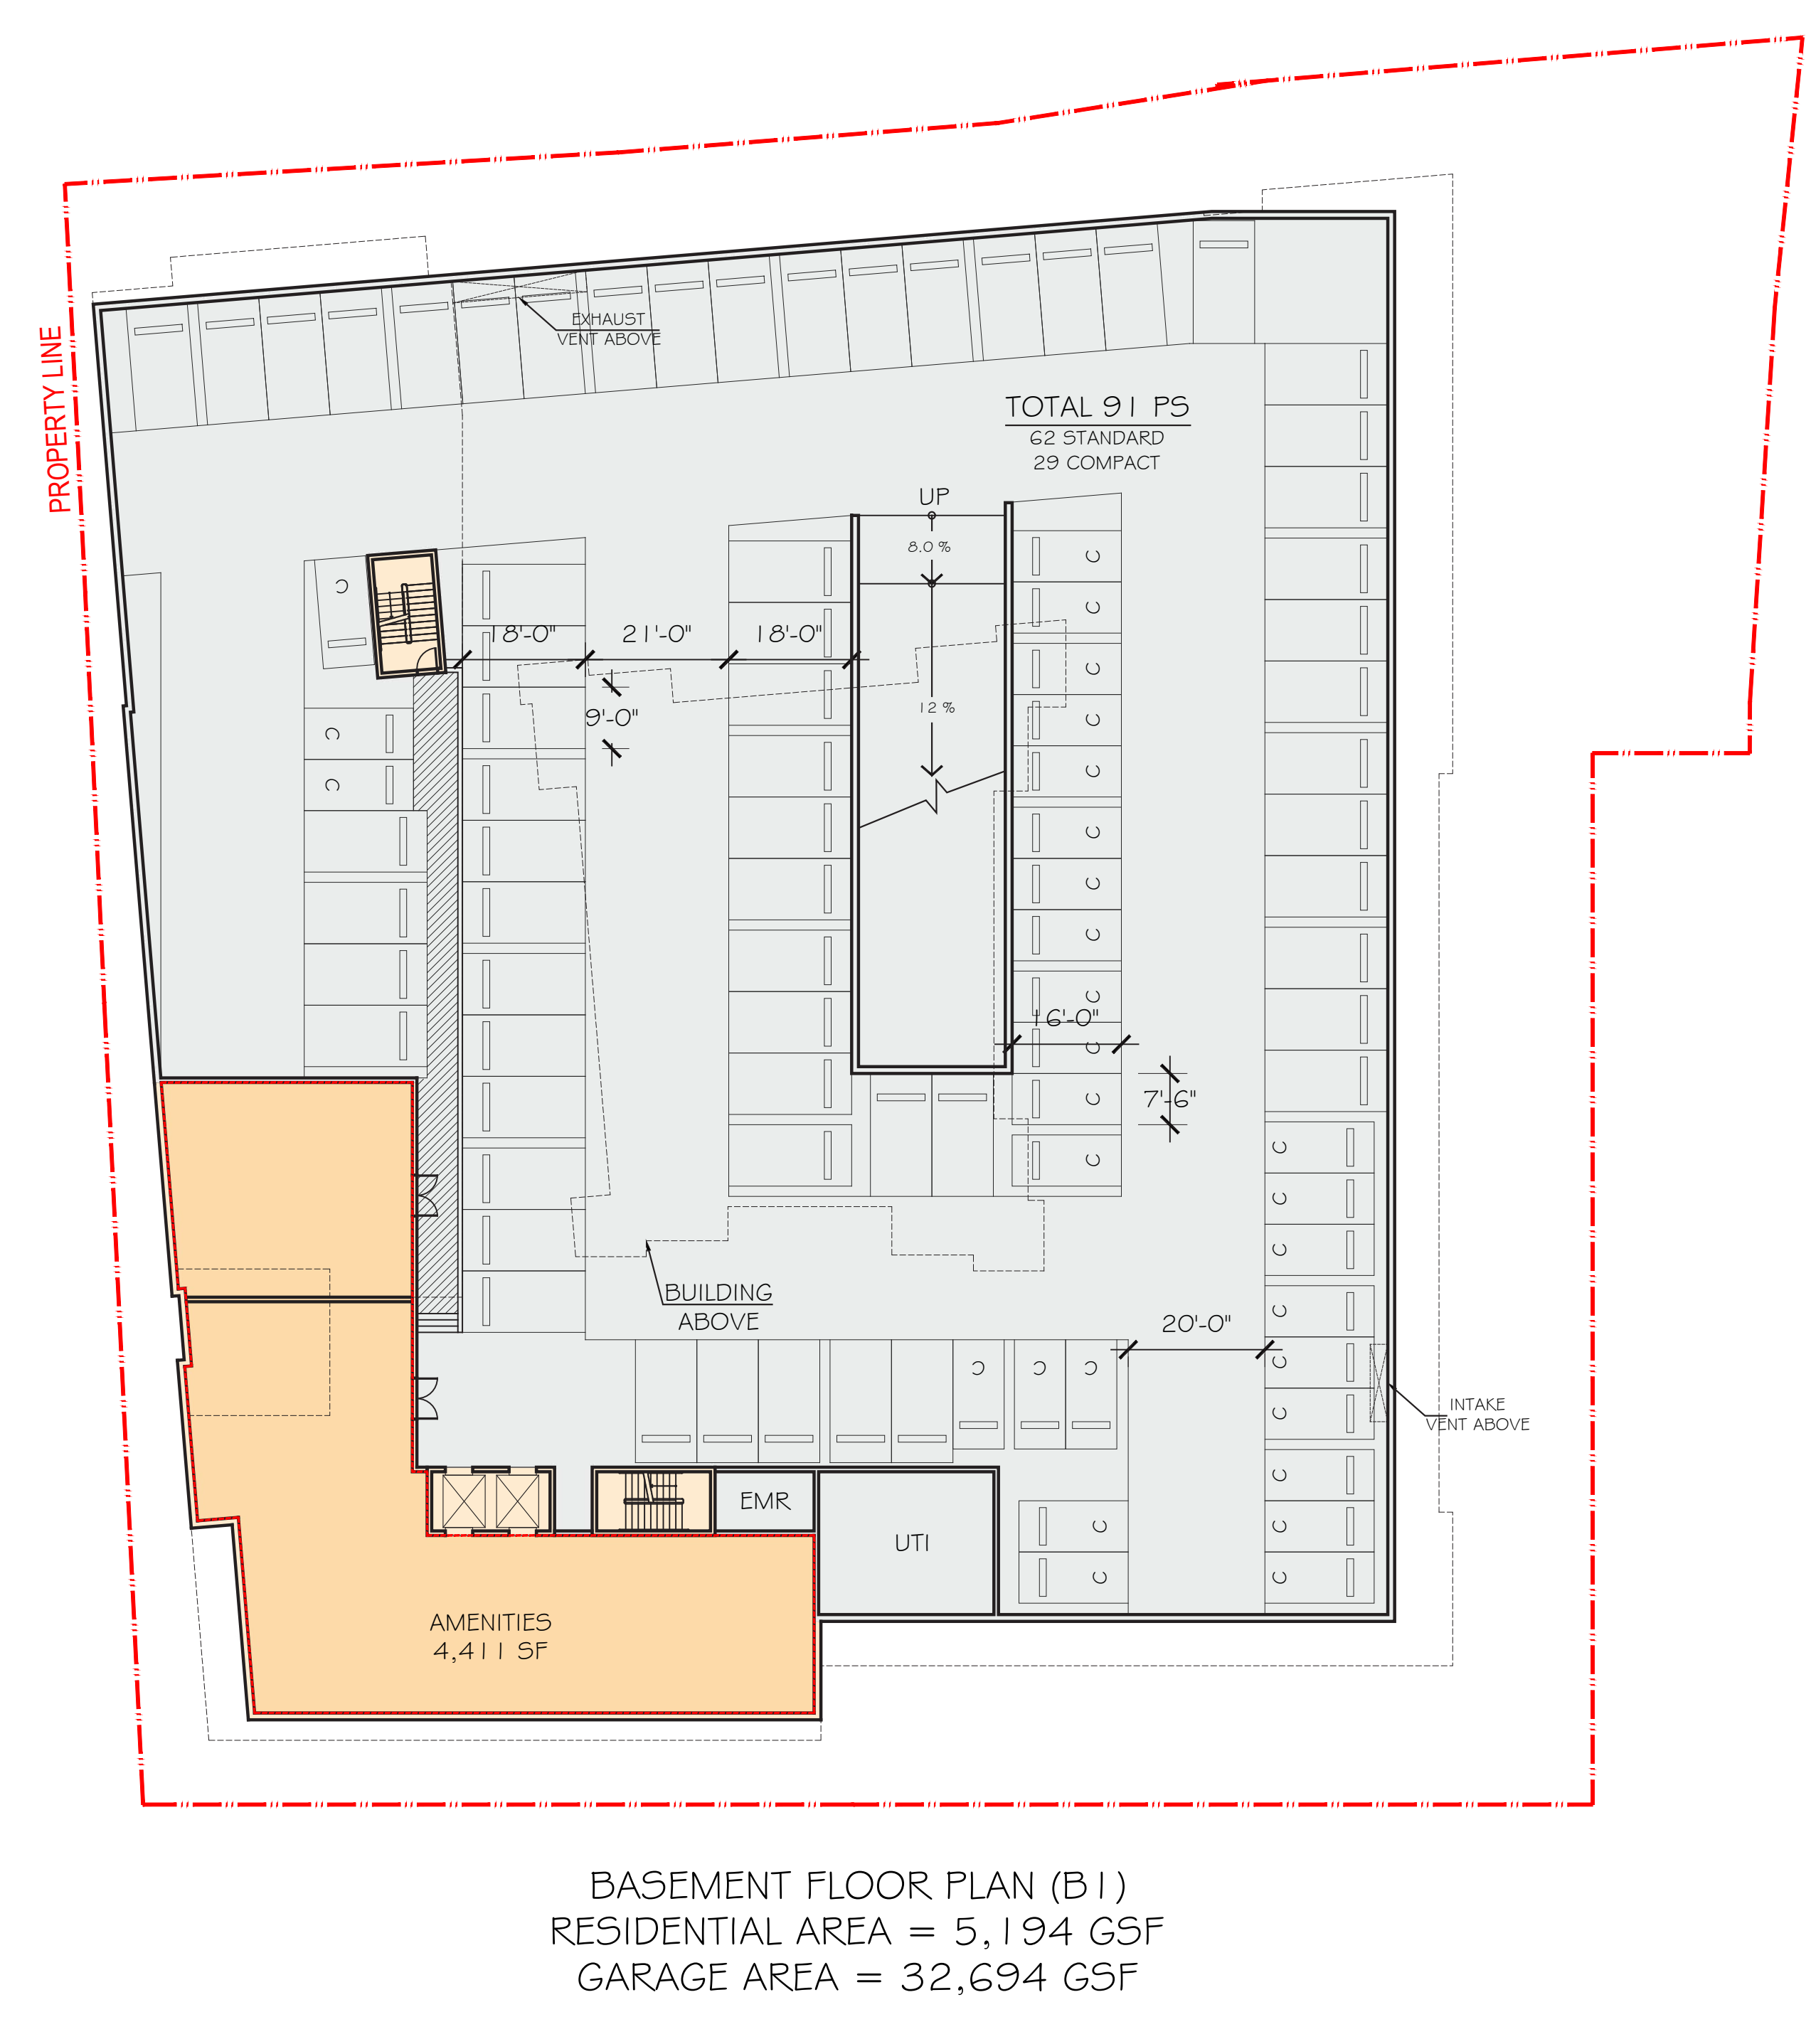 PROPERTY LINE
EXHAUST
VENT ABOVE
TOTAL 91 PS
62 STANDARD
29 COMPACT
UP
8.0 %
C
C
C
18'-0"
21'-0"
18'-0"
C
12 %
9'-0"
C
C
C
C
C
C
C
C
C
16'-0"
C
C
7'-6"
C
C
C
C
BUILDING
ABOVE
C
20'-0"
C
C
C
C
C
INTAKE
VENT ABOVE
C
EMR
C
C
UTI
C
C
AMENITIES
4,411 SF
BASEMENT FLOOR PLAN (B1)
RESIDENTIAL AREA = 5,194 GSF
GARAGE AREA = 32,694 GSF